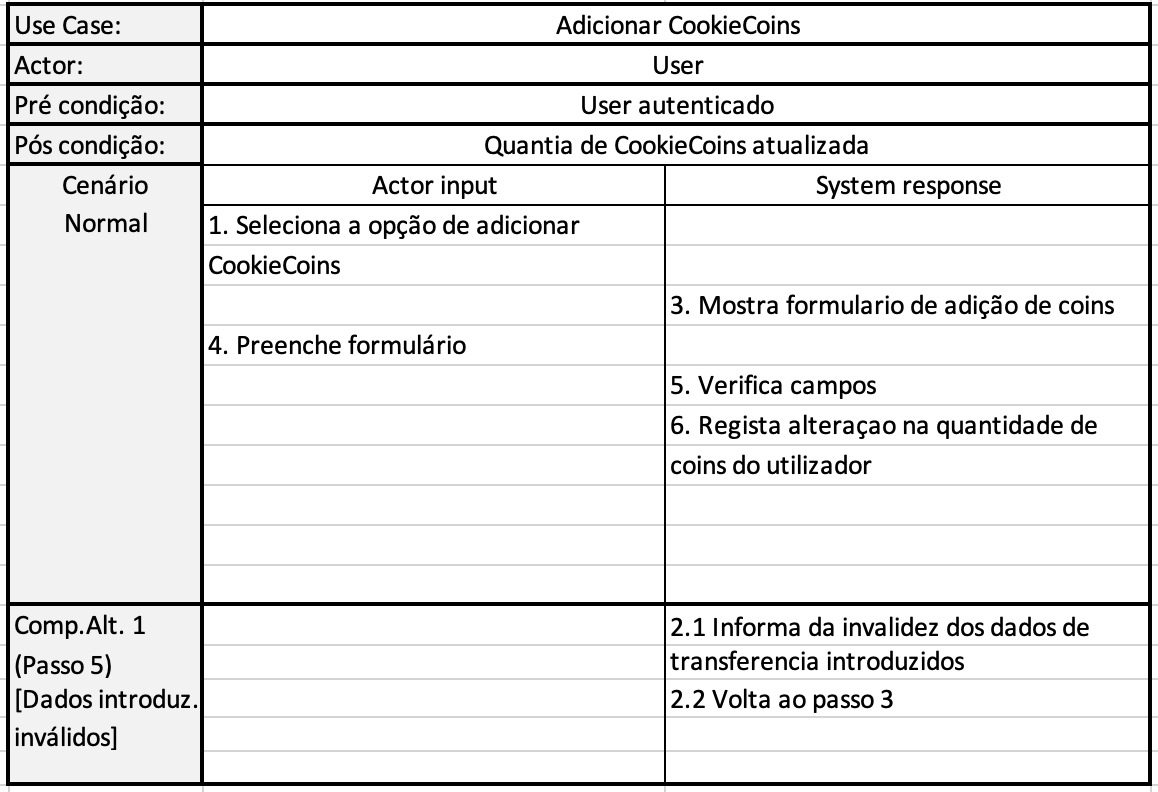 Use Case: Adicionar CookieCoins
Actor: User
Pré condição: User autenticado
Pós condição: Quantia de CookieCoins atualizada
Cenário Actor input System response
Normal
1. Seleciona a opção de adicionar
CookieCoins
3. Mostra formulario de adição de coins
4. Preenche formulário
5. Verifica campos
6. Regista alteraçao na quantidade de
coins do utilizador
Comp.Alt. 1
(Passo 5)
[Dados introduz.
inválidos]
2.1 Informa da invalidez dos dados de
transferencia introduzidos
2.2 Volta ao passo 3